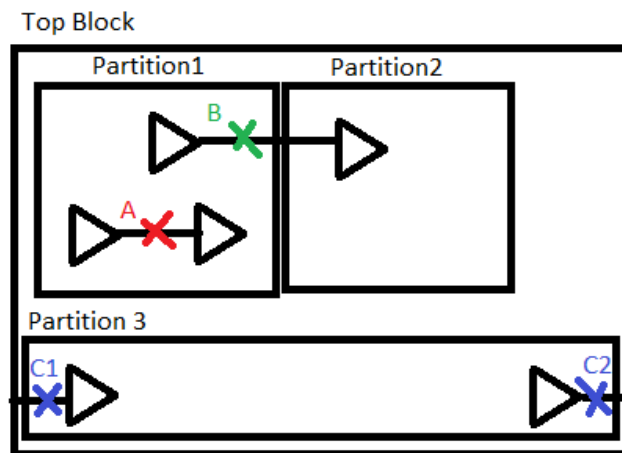 Top Block
Partition1
Partition2
B
A
Partition 3
C1
C2